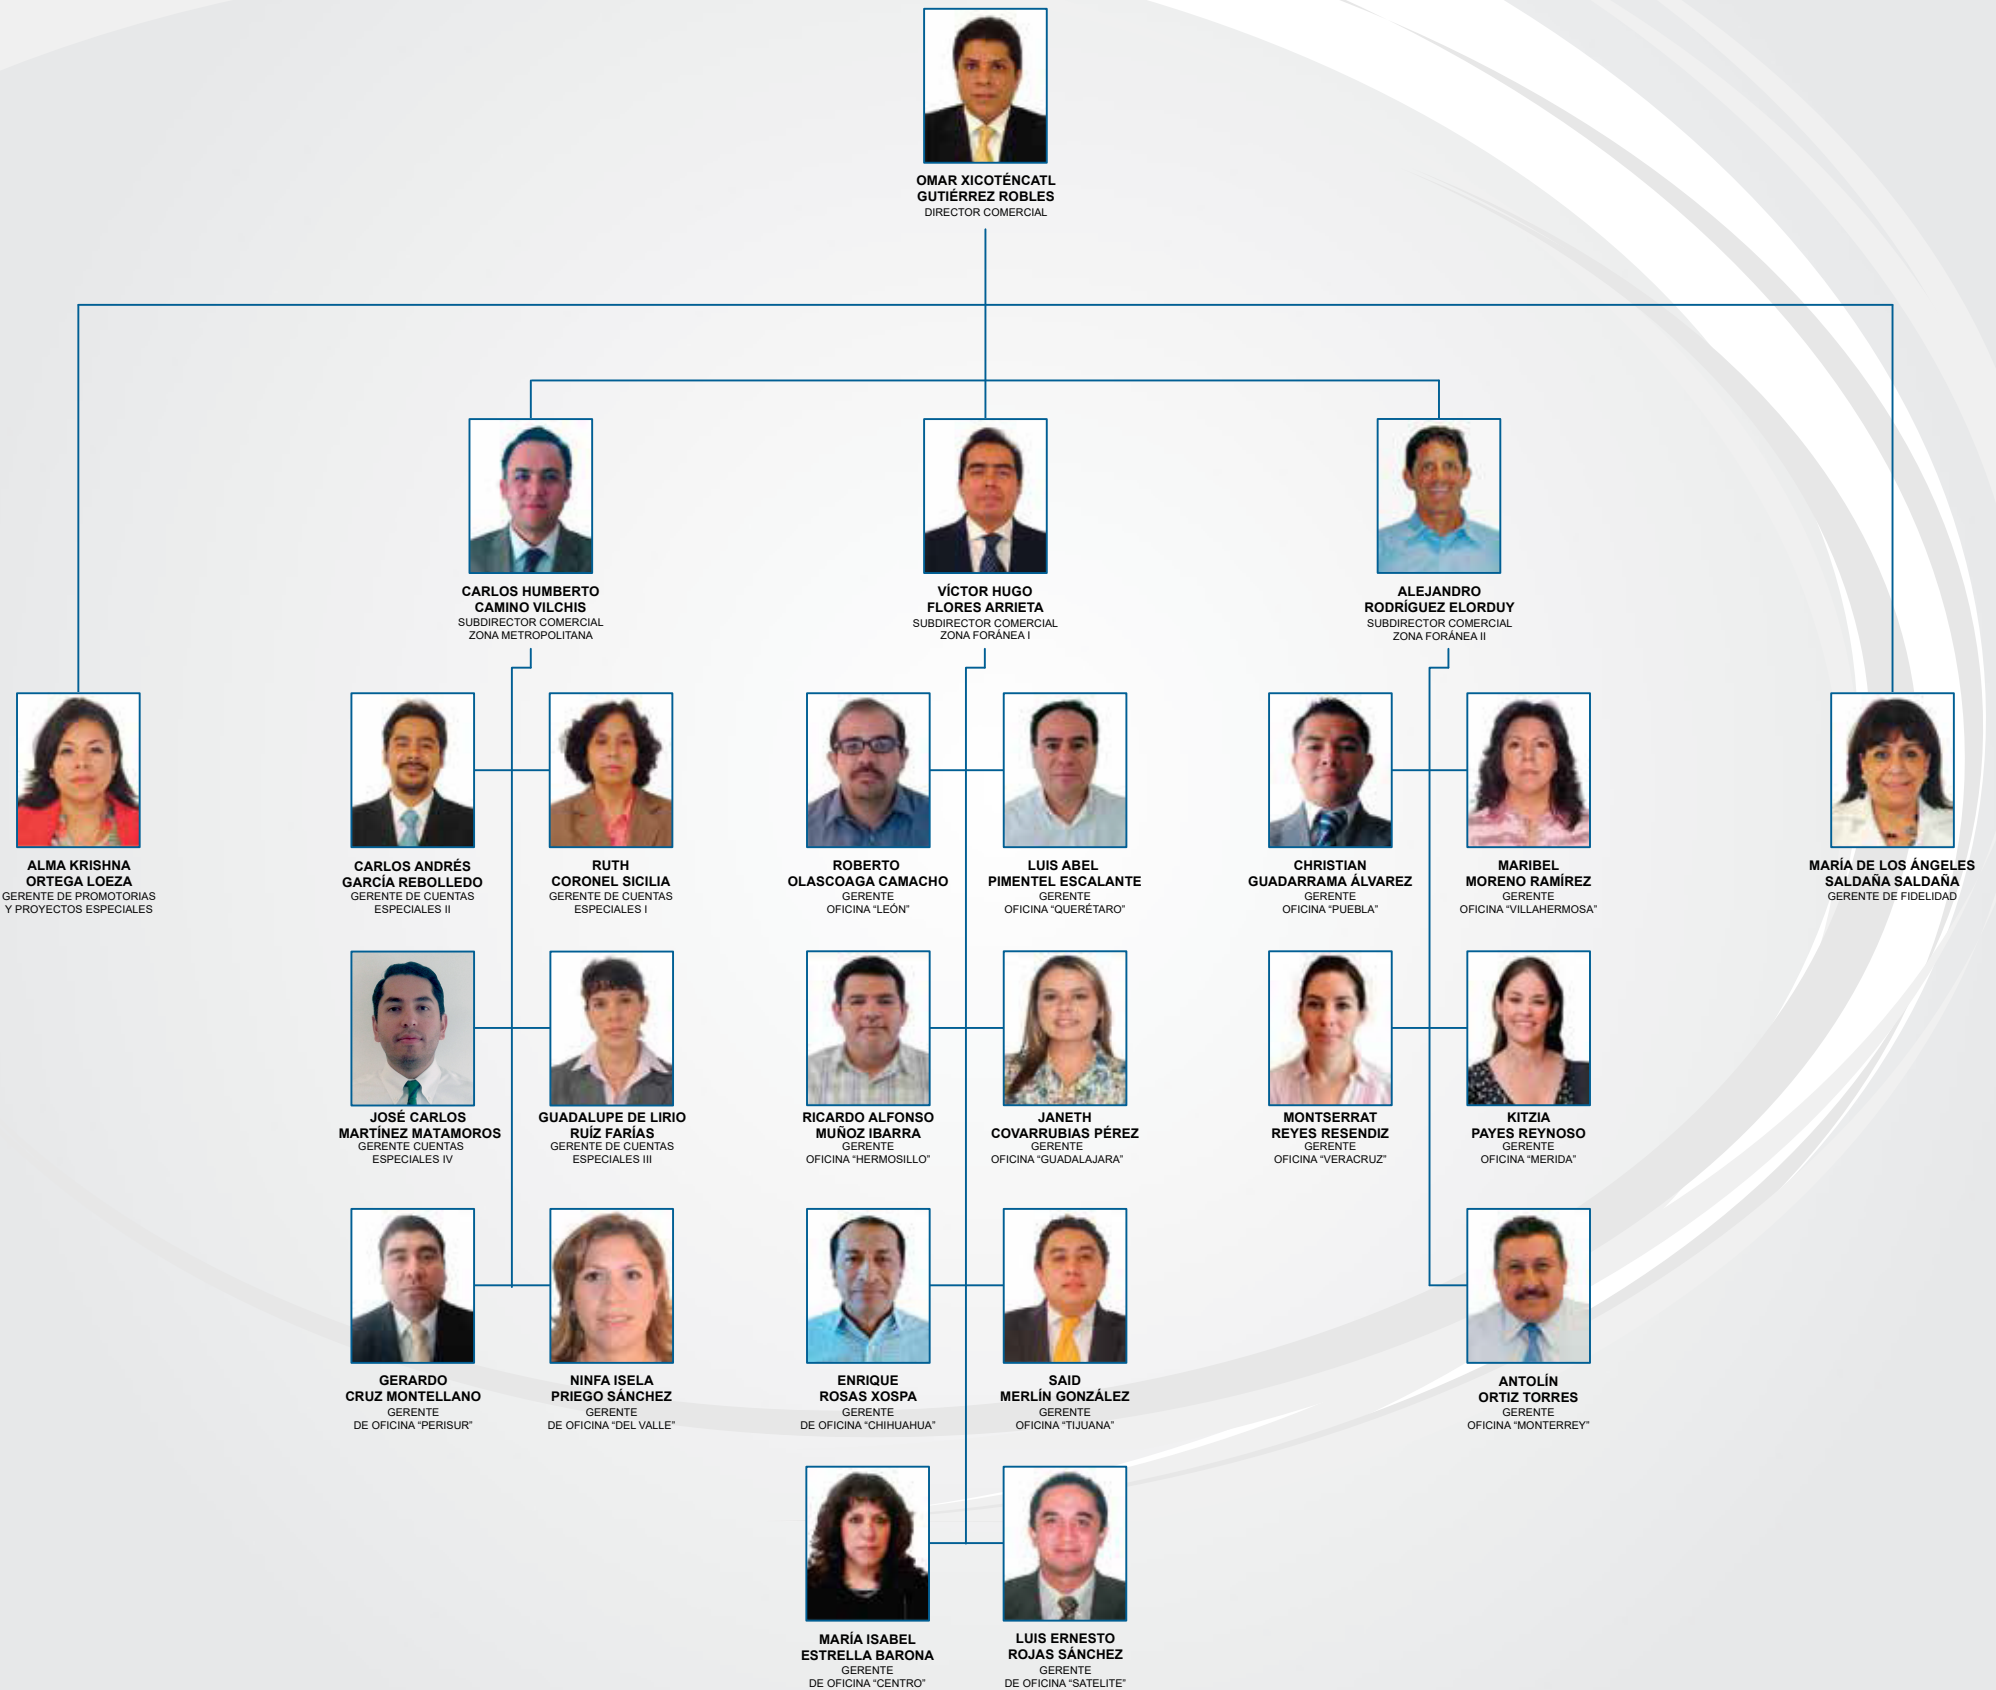 OMAR XICOTÉNCATL
GUTIÉRREZ ROBLES
DIRECTOR COMERCIAL
CARLOS HUMBERTO
CAMINO VILCHIS
SUBDIRECTOR COMERCIAL
ZONA METROPOLITANA
VÍCTOR HUGO
FLORES ARRIETA
SUBDIRECTOR COMERCIAL
ZONA FORÁNEA I
ALEJANDRO
RODRÍGUEZ ELORDUY
SUBDIRECTOR COMERCIAL
ZONA FORÁNEA II
ALMA KRISHNA
ORTEGA LOEZA
GERENTE DE PROMOTORIAS
Y PROYECTOS ESPECIALES
CARLOS ANDRÉS
GARCÍA REBOLLEDO
GERENTE DE CUENTAS
ESPECIALES II
RUTH
CORONEL SICILIA
GERENTE DE CUENTAS
ESPECIALES I
ROBERTO
OLASCOAGA CAMACHO
GERENTE
OFICINA “LEÓN”
LUIS ABEL
PIMENTEL ESCALANTE
GERENTE
OFICINA “QUERÉTARO”
CHRISTIAN
GUADARRAMA ÁLVAREZ
GERENTE
OFICINA “PUEBLA”
MARIBEL
MORENO RAMÍREZ
GERENTE
OFICINA “VILLAHERMOSA”
MARÍA DE LOS ÁNGELES
SALDAÑA SALDAÑA
GERENTE DE FIDELIDAD
JOSÉ CARLOS
MARTÍNEZ MATAMOROS
GERENTE CUENTAS
ESPECIALES IV
GUADALUPE DE LIRIO
RUÍZ FARÍAS
GERENTE DE CUENTAS
ESPECIALES III
RICARDO ALFONSO
MUÑOZ IBARRA
GERENTE
OFICINA “HERMOSILLO”
JANETH
COVARRUBIAS PÉREZ
GERENTE
OFICINA “GUADALAJARA”
MONTSERRAT
REYES RESENDIZ
GERENTE
OFICINA “VERACRUZ”
KITZIA
PAYES REYNOSO
GERENTE
OFICINA “MERIDA”
GERARDO
CRUZ MONTELLANO
GERENTE
DE OFICINA “PERISUR”
NINFA ISELA
PRIEGO SÁNCHEZ
GERENTE
DE OFICINA “DEL VALLE”
ENRIQUE
ROSAS XOSPA
GERENTE
DE OFICINA “CHIHUAHUA”
SAID
MERLÍN GONZÁLEZ
GERENTE
OFICINA “TIJUANA”
ANTOLÍN
ORTIZ TORRES
GERENTE
OFICINA “MONTERREY”
MARÍA ISABEL
ESTRELLA BARONA
GERENTE
DE OFICINA “CENTRO”
LUIS ERNESTO
ROJAS SÁNCHEZ
GERENTE
DE OFICINA “SATELITE”